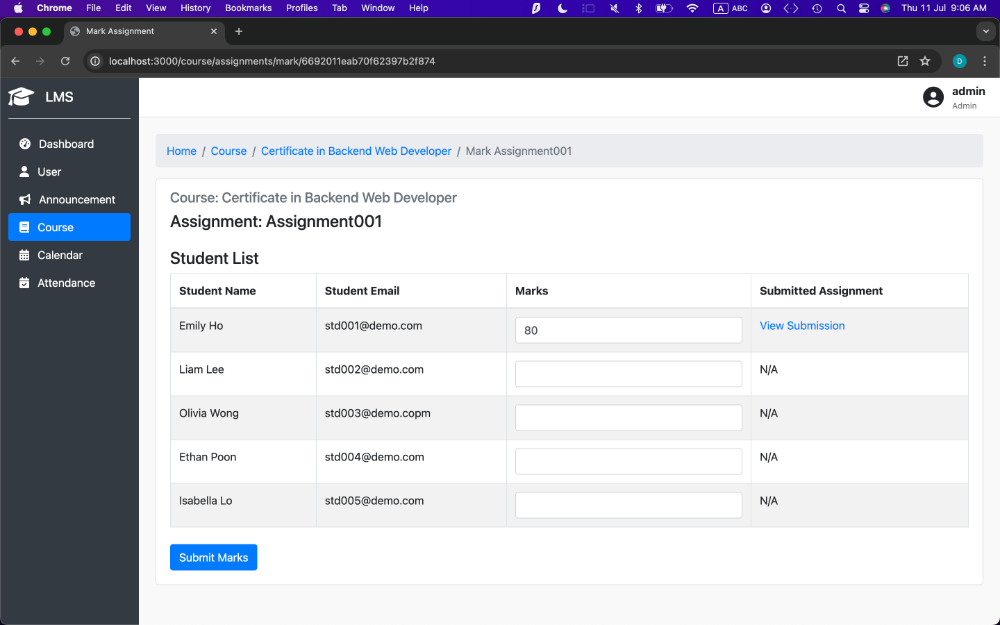 Chrome File Edit View History Bookmarks Profiles Tab Window Help A ABC Thu 11 Jul 9:06 AM
Mark Assignment
localhost:3000/course/assignments/mark/6692011eab70f62397b2f874 D
LMS
admin
Admin
Dashboard
User
Announcement
Course
Calendar
Attendance
Home / Course / Certificate in Backend Web Developer / Mark Assignment001
Course: Certificate in Backend Web Developer
Assignment: Assignment001
Student List
Student Name Student Email Marks Submitted Assignment
Emily Ho std001@demo.com 80 View Submission
Liam Lee std002@demo.com N/A
Olivia Wong std003@demo.copm N/A
Ethan Poon std004@demo.com N/A
Isabella Lo std005@demo.com N/A
Submit Marks